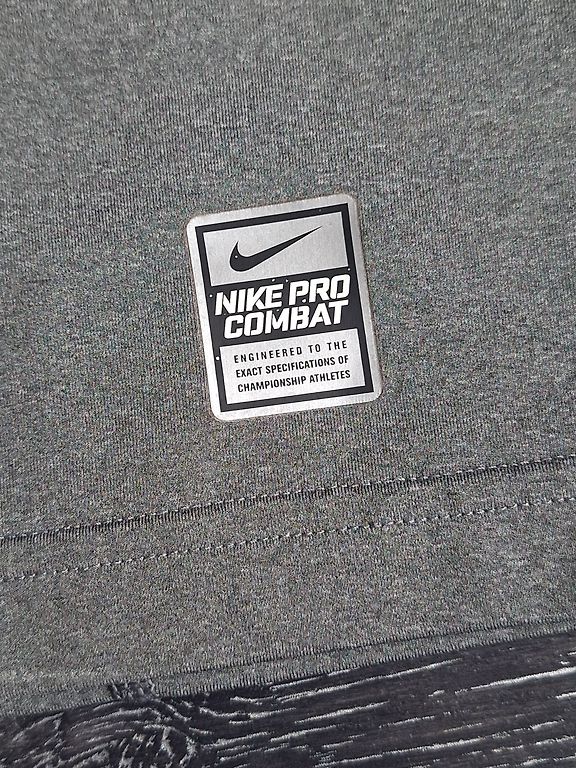 NIKE PRO
COMBAT
ENGINEERED TO THE
EXACT SPECIFICATIONS OF
CHAMPIONSHIP ATHLETES